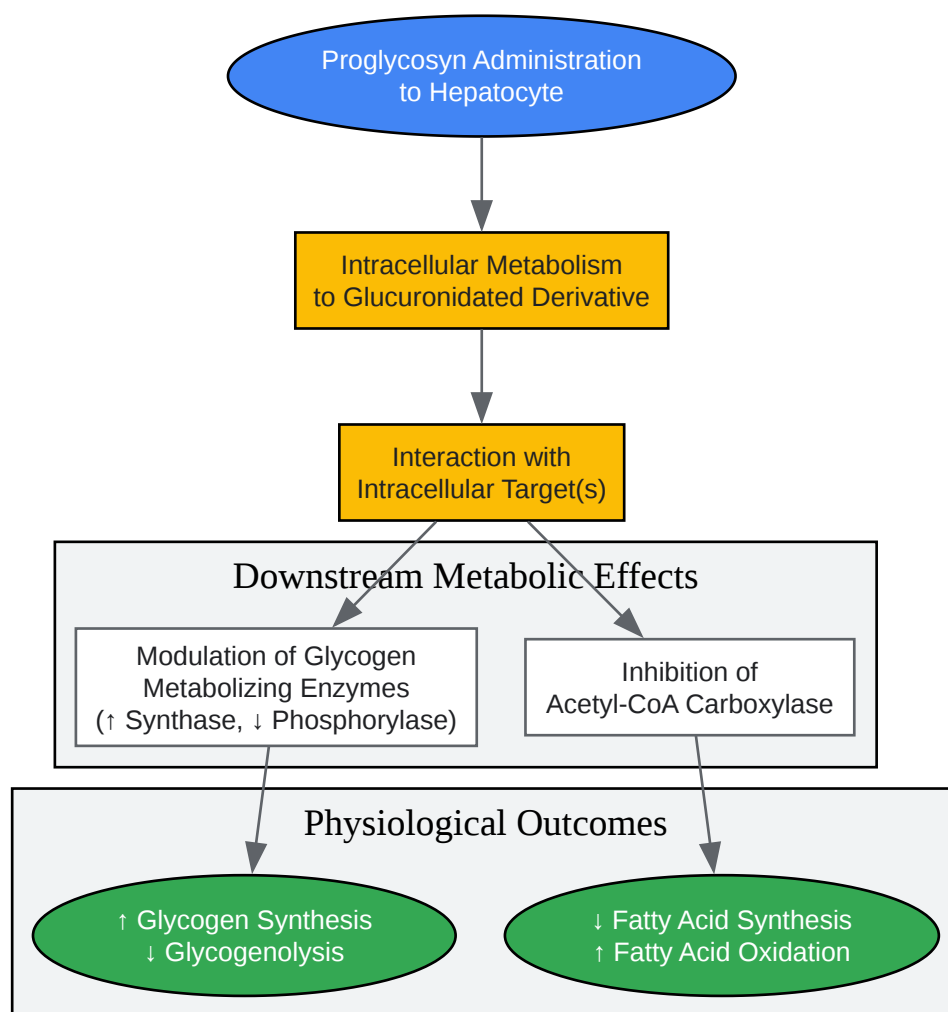 Proglycosyn Administration
to Hepatocyte
Intracellular Metabolism
to Glucuronidated Derivative
Interaction with
Intracellular Target(s)
Downstream Metabolic Effects
Modulation of Glycogen
Metabolizing Enzymes
(↑ Synthase, ↓ Phosphorylase)
Inhibition of
Acetyl-CoA Carboxylase
Physiological Outcomes
↑ Glycogen Synthesis
↓ Glycogenolysis
↓ Fatty Acid Synthesis
↑ Fatty Acid Oxidation